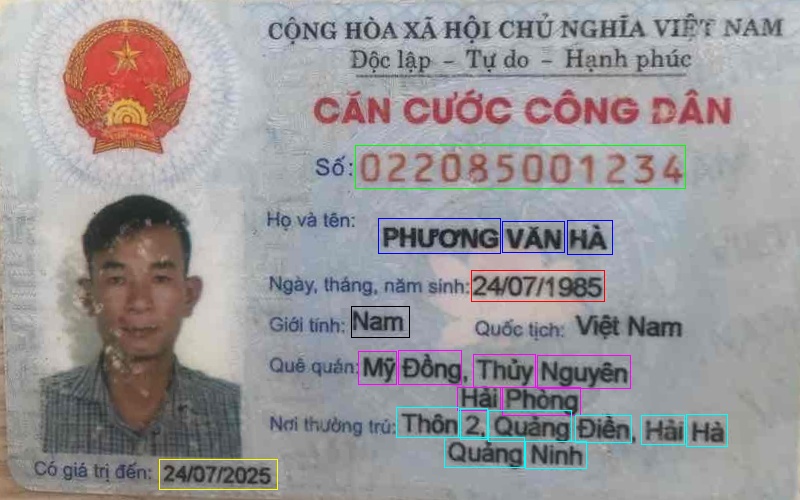 CỘNG HÒA XÃ HỘI CHỦ NGHĨA VIỆT NAM
Độc lập - Tự do - Hạnh phúc
CĂN CƯỚC CÔNG DÂN
Số: 022085001234
Họ và tên: PHƯƠNG VĂN HÀ
Ngày, tháng, năm sinh: 24/07/1985
Giới tính: Nam Quốc tịch: Việt Nam
Quê quán: Mỹ Đồng, Thủy Nguyên
Hải Phòng
Nơi thường trú: Thôn 2, Quảng Điền, Hải Hà
Quảng Ninh
Có giá trị đến: 24/07/2025